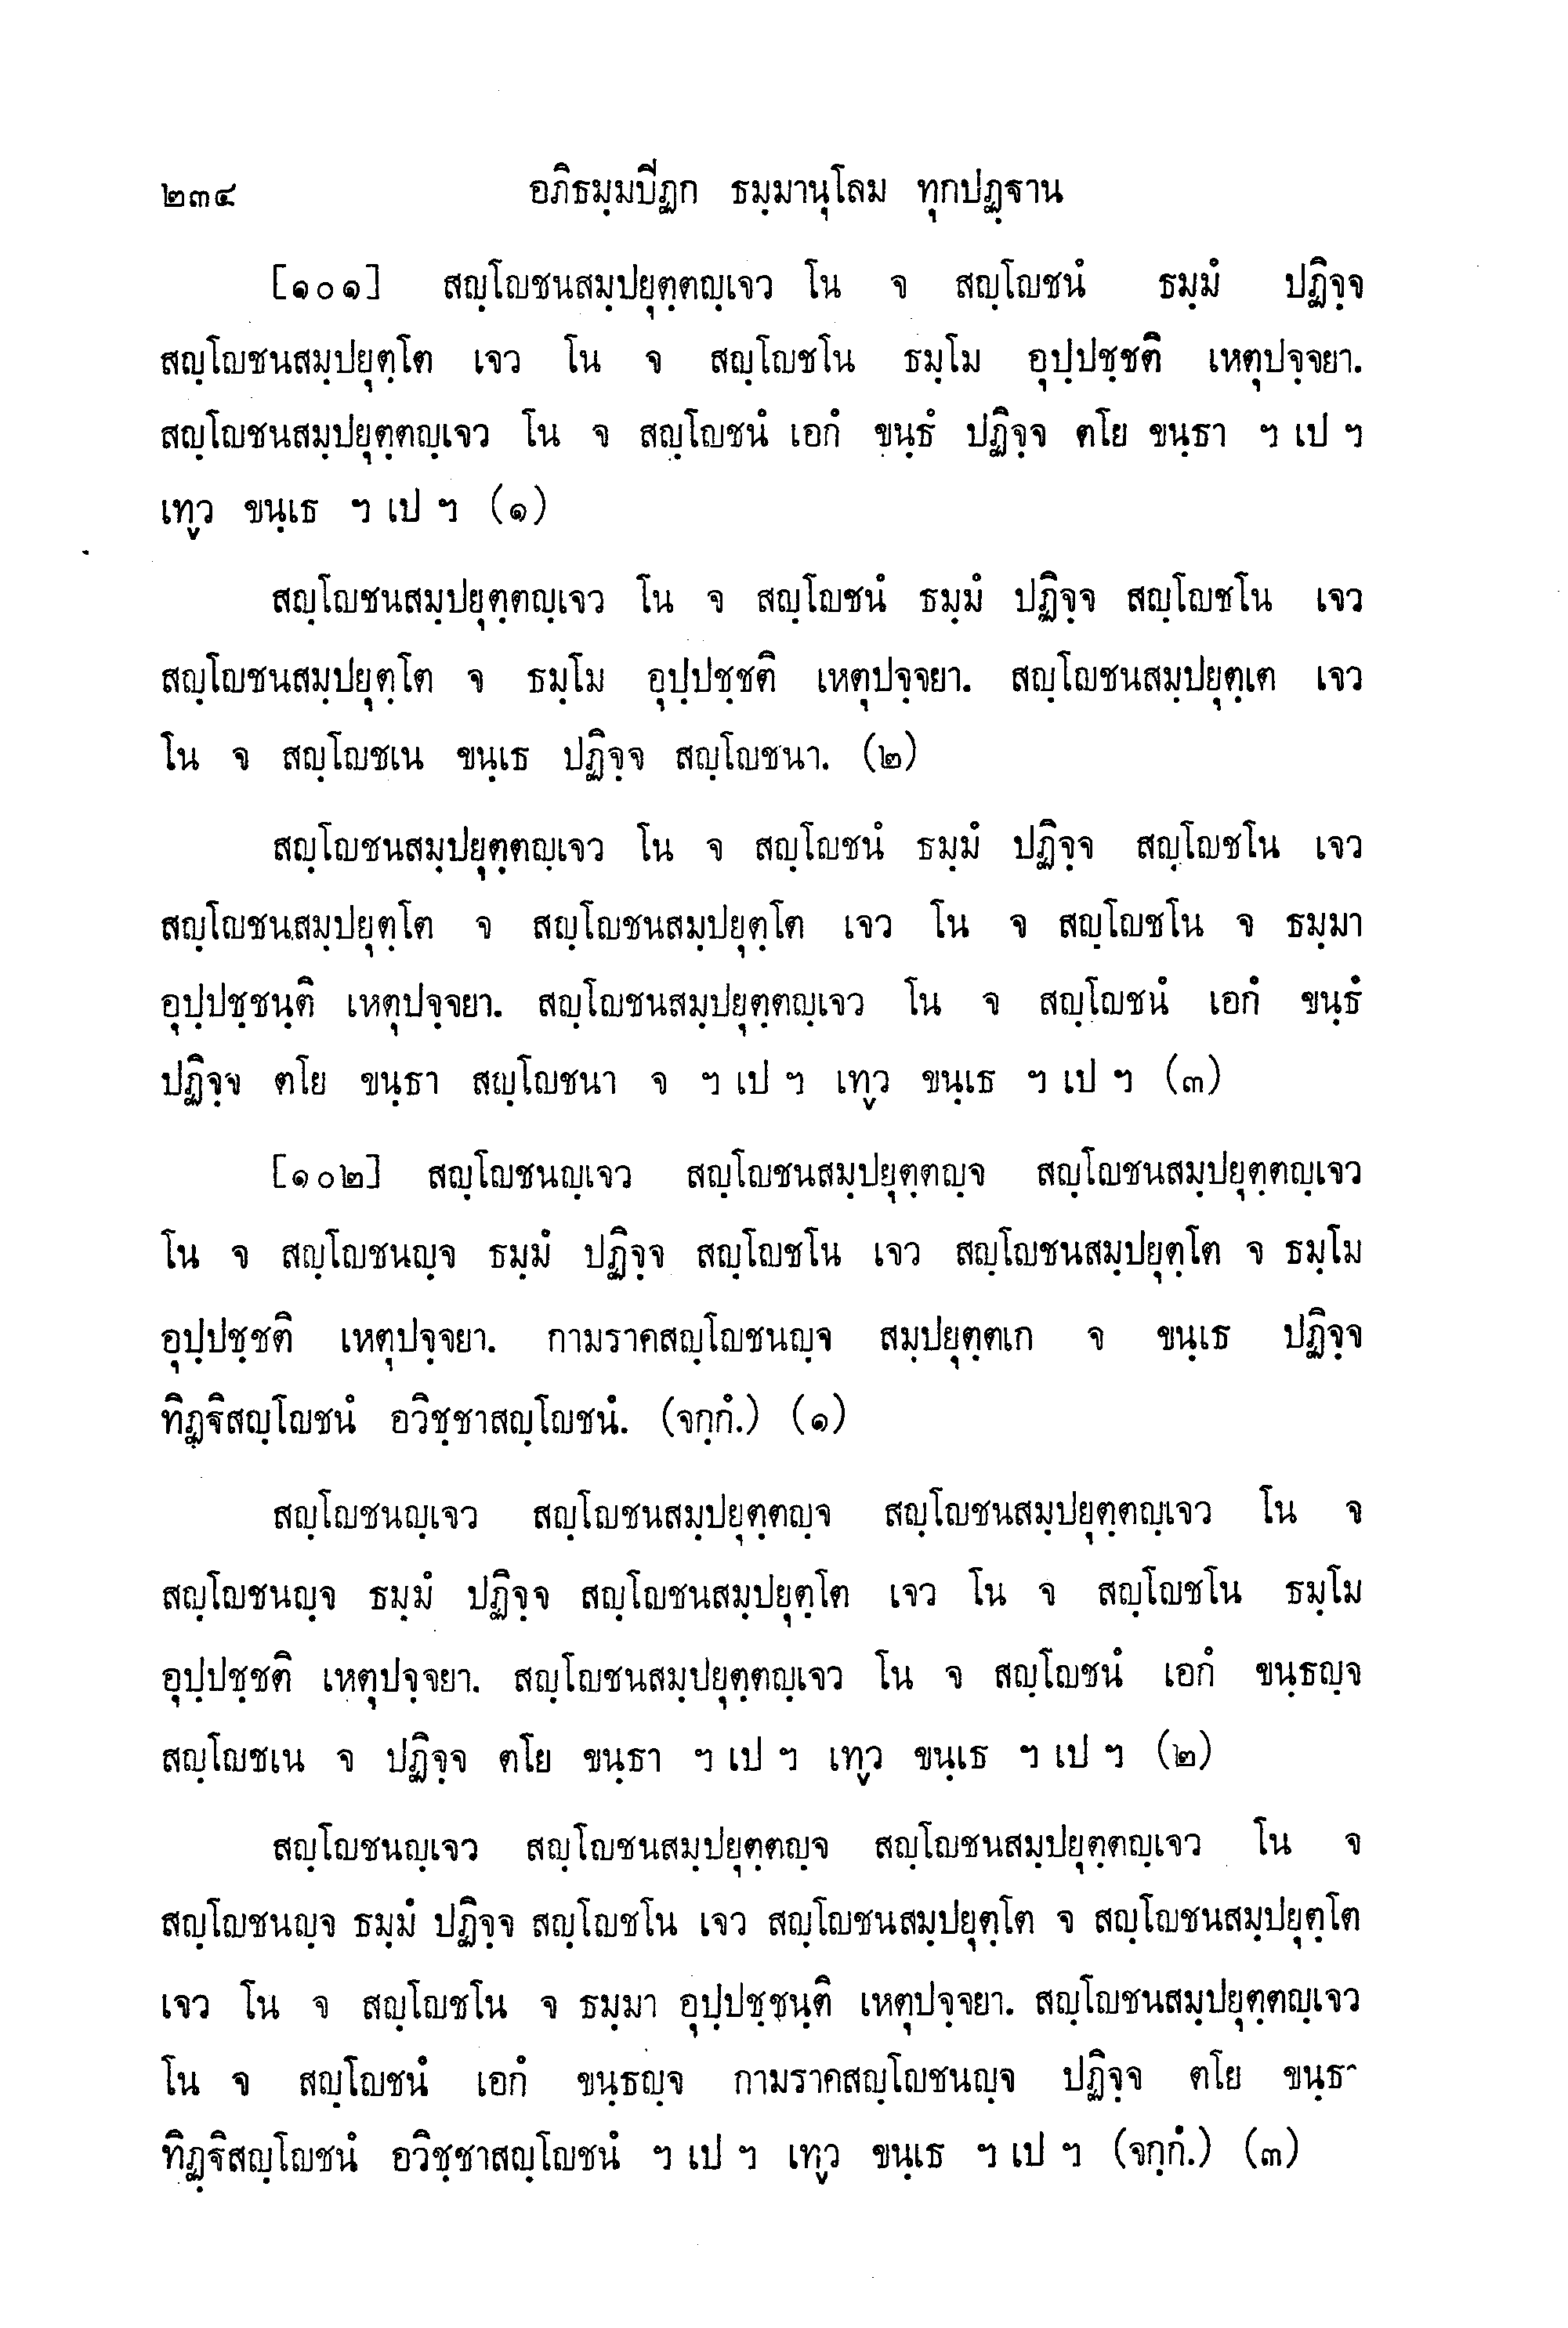 ๒๓๔ อภิธมฺมปีฏก ธมฺมานุโลม ทุกปฏฺฐาน
[๑๐๑] สญฺโญชนสมฺปยุตฺตญฺเจว โน จ สญฺโญชนํ ธมฺมํ ปฏิจฺจ
สญฺโญชนสมฺปยุตฺโต เจว โน จ สญฺโญชโน ธมฺโม อุปฺปชฺชติ เหตุปจฺจยา.
สญฺโญชนสมฺปยุตฺตญฺเจว โน จ สญฺโญชนํ เอกํ ขนฺธํ ปฏิจฺจ ตโย ขนฺธา ฯ เป ฯ
เทฺว ขนฺเธ ฯ เป ฯ (๑)
สญฺโญชนสมฺปยุตฺตญฺเจว โน จ สญฺโญชนํ ธมฺมํ ปฏิจฺจ สญฺโญชโน เจว
สญฺโญชนสมฺปยุตฺโต จ ธมฺโม อุปฺปชฺชติ เหตุปจฺจยา. สญฺโญชนสมฺปยุตฺเต เจว
โน จ สญฺโญชเน ขนฺเธ ปฏิจฺจ สญฺโญชนา. (๒)
สญฺโญชนสมฺปยุตฺตญฺเจว โน จ สญฺโญชนํ ธมฺมํ ปฏิจฺจ สญฺโญชโน เจว
สญฺโญชนสมฺปยุตฺโต จ สญฺโญชนสมฺปยุตฺโต เจว โน จ สญฺโญชโน จ ธมฺมา
อุปฺปชฺชนฺติ เหตุปจฺจยา. สญฺโญชนสมฺปยุตฺตญฺเจว โน จ สญฺโญชนํ เอกํ ขนฺธํ
ปฏิจฺจ ตโย ขนฺธา สญฺโญชนา จ ฯ เป ฯ เทฺว ขนฺเธ ฯ เป ฯ (๓)
[๑๐๒] สญฺโญชนญฺเจว สญฺโญชนสมฺปยุตฺตญฺจ สญฺโญชนสมฺปยุตฺตญฺเจว
โน จ สญฺโญชนญฺจ ธมฺมํ ปฏิจฺจ สญฺโญชโน เจว สญฺโญชนสมฺปยุตฺโต จ ธมฺโม
อุปฺปชฺชติ เหตุปจฺจยา. กามราคสญฺโญชนญฺจ สมฺปยุตฺตเก จ ขนฺเธ ปฏิจฺจ
ทิฏฺฐิสญฺโญชนํ อวิชฺชาสญฺโญชนํ. (จกฺกํ.) (๑)
สญฺโญชนญฺเจว สญฺโญชนสมฺปยุตฺตญฺจ สญฺโญชนสมฺปยุตฺตญฺเจว โน จ
สญฺโญชนญฺจ ธมฺมํ ปฏิจฺจ สญฺโญชนสมฺปยุตฺโต เจว โน จ สญฺโญชโน ธมฺโม
อุปฺปชฺชติ เหตุปจฺจยา. สญฺโญชนสมฺปยุตฺตญฺเจว โน จ สญฺโญชนํ เอกํ ขนฺธญฺจ
สญฺโญชเน จ ปฏิจฺจ ตโย ขนฺธา ฯ เป ฯ เทฺว ขนฺเธ ฯ เป ฯ (๒)
สญฺโญชนญฺเจว สญฺโญชนสมฺปยุตฺตญฺจ สญฺโญชนสมฺปยุตฺตญฺเจว โน จ
สญฺโญชนญฺจ ธมฺมํ ปฏิจฺจ สญฺโญชโน เจว สญฺโญชนสมฺปยุตฺโต จ สญฺโญชนสมฺปยุตฺโต
เจว โน จ สญฺโญชโน จ ธมฺมา อุปฺปชฺชนฺติ เหตุปจฺจยา. สญฺโญชนสมฺปยุตฺตญฺเจว
โน จ สญฺโญชนํ เอกํ ขนฺธญฺจ กามราคสญฺโญชนญฺจ ปฏิจฺจ ตโย
ทิฏฺฐิสญฺโญชนํ อวิชฺชาสญฺโญชนํ ฯ เป ฯ เทฺว ขนฺเธ ฯ เป ฯ (จกฺกํ.) (๓)